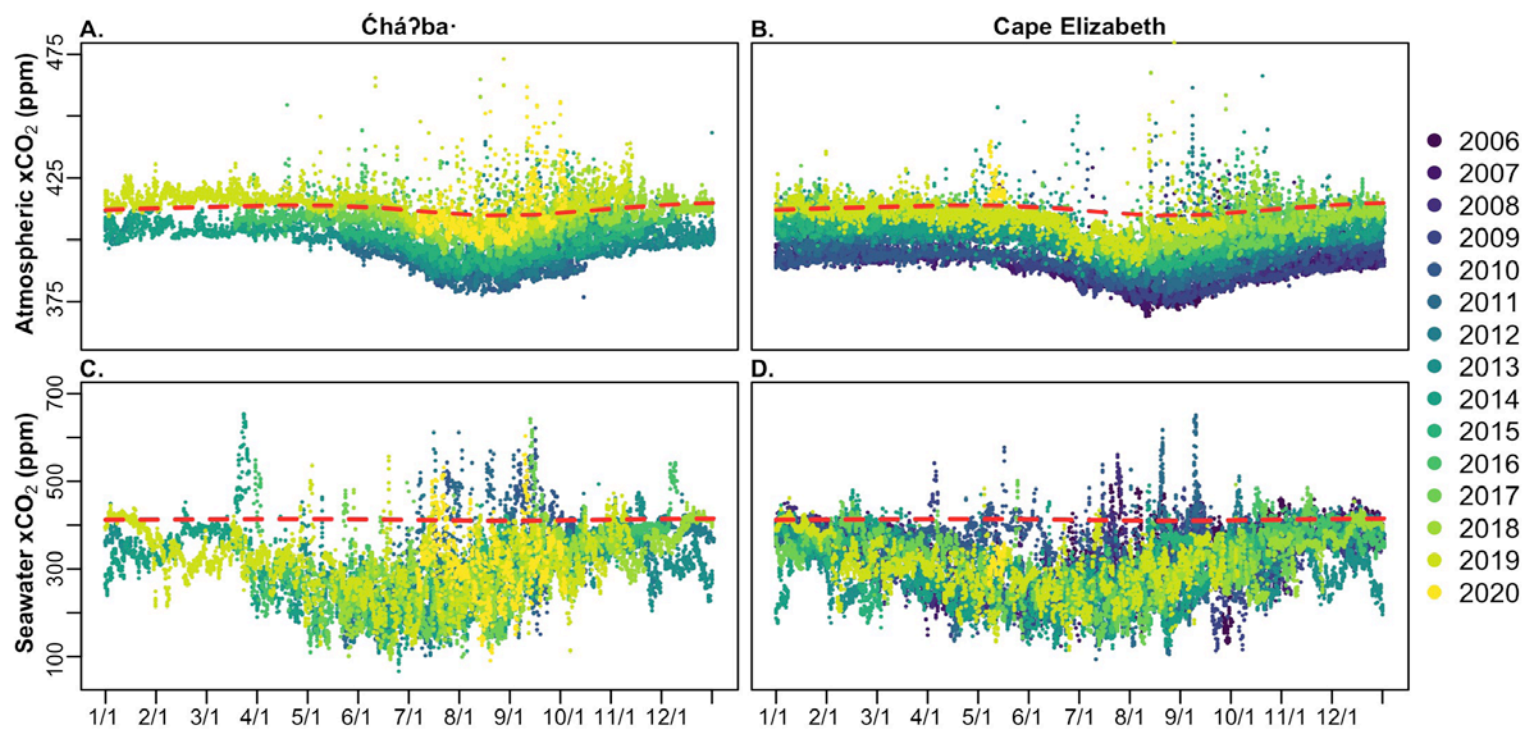 A.
Ćháʔba·
B.
Cape Elizabeth
Atmospheric xCO₂ (ppm)
475
425
375
C.
D.
Seawater xCO₂ (ppm)
700
500
300
100
1/1 2/1 3/1 4/1 5/1 6/1 7/1 8/1 9/1 10/1 11/1 12/1
1/1 2/1 3/1 4/1 5/1 6/1 7/1 8/1 9/1 10/1 11/1 12/1
2006
2007
2008
2009
2010
2011
2012
2013
2014
2015
2016
2017
2018
2019
2020